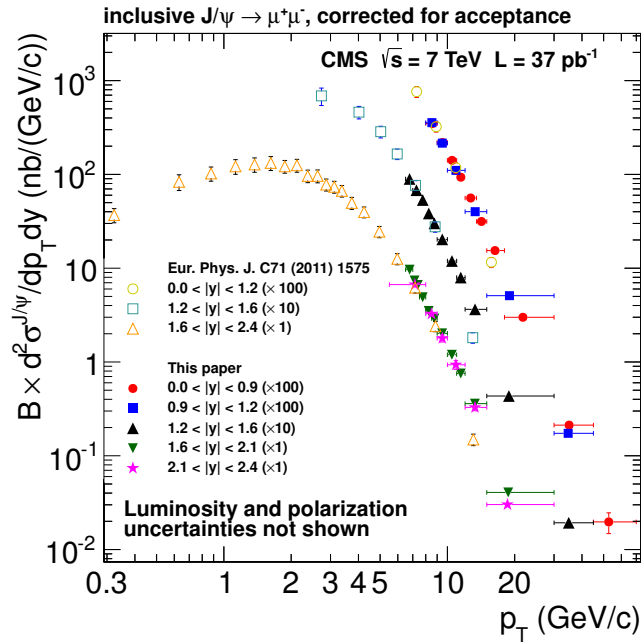 inclusive J/ψ → μ⁺μ⁻, corrected for acceptance
CMS √s = 7 TeV L = 37 pb⁻¹
B × d²σ^J/ψ/dp_T dy (nb/(GeV/c))
10³
10²
10
1
10⁻¹
10⁻²
Eur. Phys. J. C71 (2011) 1575
0.0 < |y| < 1.2 (×100)
1.2 < |y| < 1.6 (×10)
1.6 < |y| < 2.4 (×1)
This paper
0.0 < |y| < 0.9 (×100)
0.9 < |y| < 1.2 (×100)
1.2 < |y| < 1.6 (×10)
1.6 < |y| < 2.1 (×1)
2.1 < |y| < 2.4 (×1)
Luminosity and polarization
uncertainties not shown
0.3 1 2 3 4 5 10 20
p_T (GeV/c)